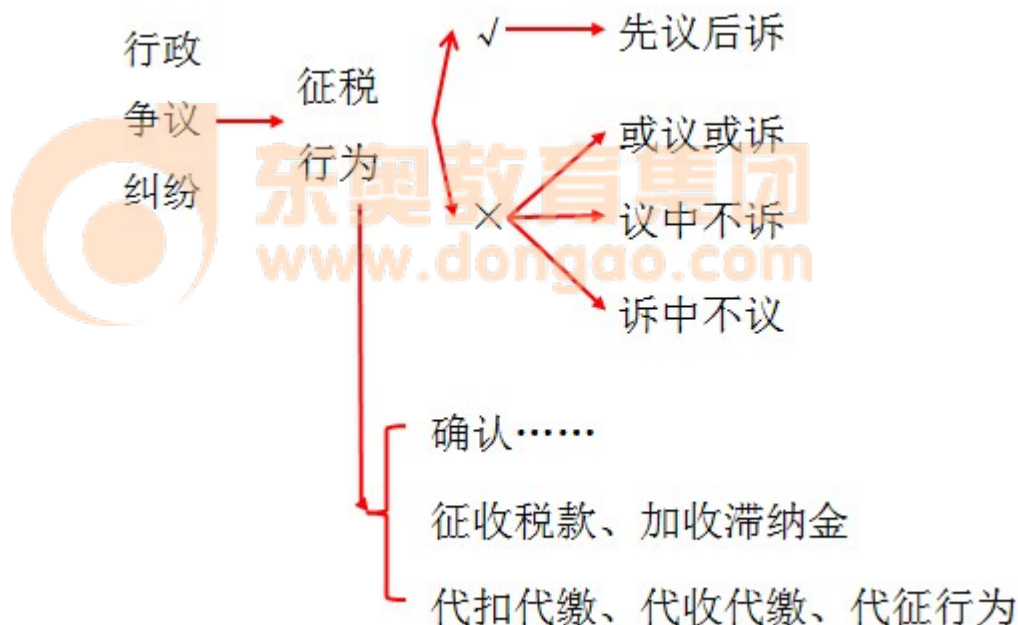 行政
争议
纠纷
征税
行为
√
先议后诉
×
或议或诉
议中不诉
诉中不议
东奥教育集团
www.dongao.com
确认……
征收税款、加收滞纳金
代扣代缴、代收代缴、代征行为